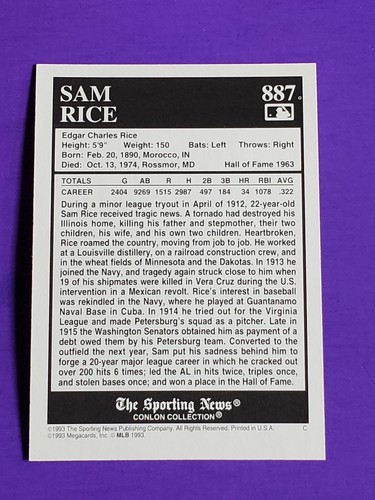 SAM
RICE
887
Edgar Charles Rice
Height: 5'9" Weight: 150 Bats: Left Throws: Right
Born: Feb. 20, 1890, Morocco, IN
Died: Oct. 13, 1974, Rossmor, MD Hall of Fame 1963
TOTALS G AB R H 2B 3B HR RBI AVG
CAREER 2404 9269 1515 2987 497 184 34 1078 .322
During a minor league tryout in April of 1912, 22-year-old
Sam Rice received tragic news. A tornado had destroyed his
Illinois home, killing his father and stepmother, their two
children, his wife, and his own two children. Heartbroken,
Rice roamed the country, moving from job to job. He worked
at a Louisville distillery, on a railroad construction crew, and
in the wheat fields of Minnesota and the Dakotas. In 1913 he
joined the Navy, and tragedy again struck close to him when
19 of his shipmates were killed in Vera Cruz during the U.S.
intervention in a Mexican revolt. Rice's interest in baseball
was rekindled in the Navy, where he played at Guantanamo
Naval Base in Cuba. In 1914 he tried out for the Virginia
League and made Petersburg's squad as a pitcher. Late in
1915 the Washington Senators obtained him as payment of a
debt owed them by his Petersburg team. Converted to the
outfield the next year, Sam put his sadness behind him to
forge a 20-year major league career in which he cracked out
over 200 hits 6 times; led the AL in hits twice, triples once,
and stolen bases once; and won a place in the Hall of Fame.
The Sporting News®
CONLON COLLECTION®
©1993 The Sporting News Publishing Company. All Rights Reserved. Printed in U.S.A. C
©1993 Megacards, Inc. © MLB 1993